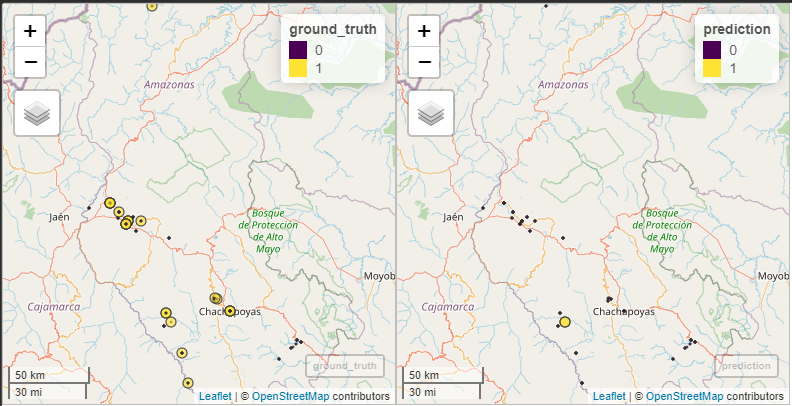 +
−
ground_truth
0
1
Amazonas
Jaén
Bosque
de Protección
de Alto
Mayo
Moyob
Cajamarca
Chachapoyas
50 km
30 mi
ground_truth
Leaflet | © OpenStreetMap contributors
+
−
prediction
0
1
Amazonas
Jaén
Bosque
de Protección
de Alto
Mayo
Moyob
Cajamarca
Chachapoyas
50 km
30 mi
prediction
Leaflet | © OpenStreetMap contributors